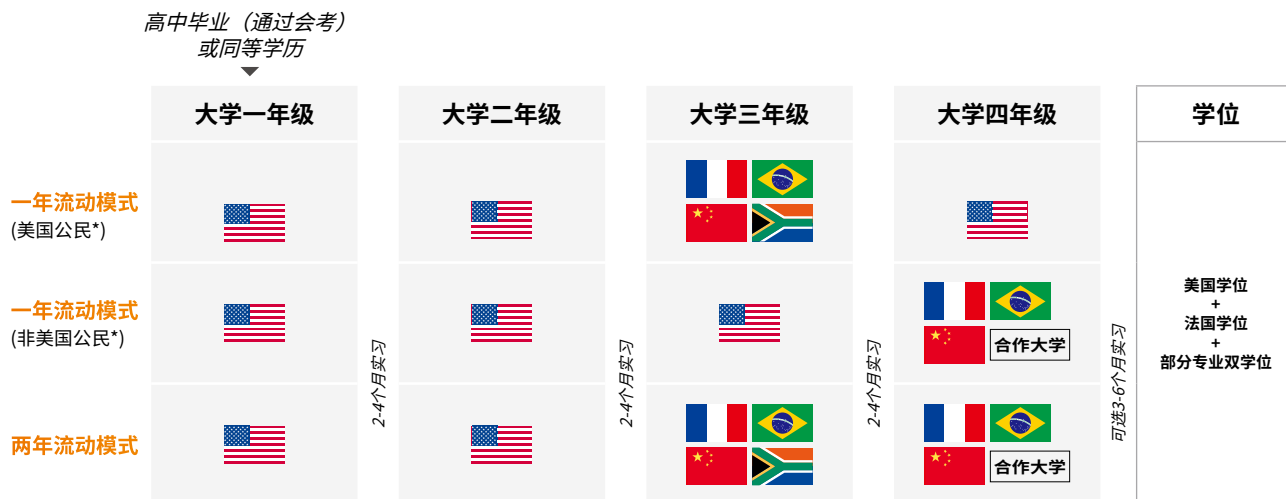 高中毕业（通过会考）
或同等学历
大学一年级
大学二年级
大学三年级
大学四年级
学位
一年流动模式
(美国公民*)
一年流动模式
(非美国公民*)
合作大学
两年流动模式
合作大学
2-4个月实习
2-4个月实习
2-4个月实习
可选3-6个月实习
美国学位
+
法国学位
+
部分专业双学位